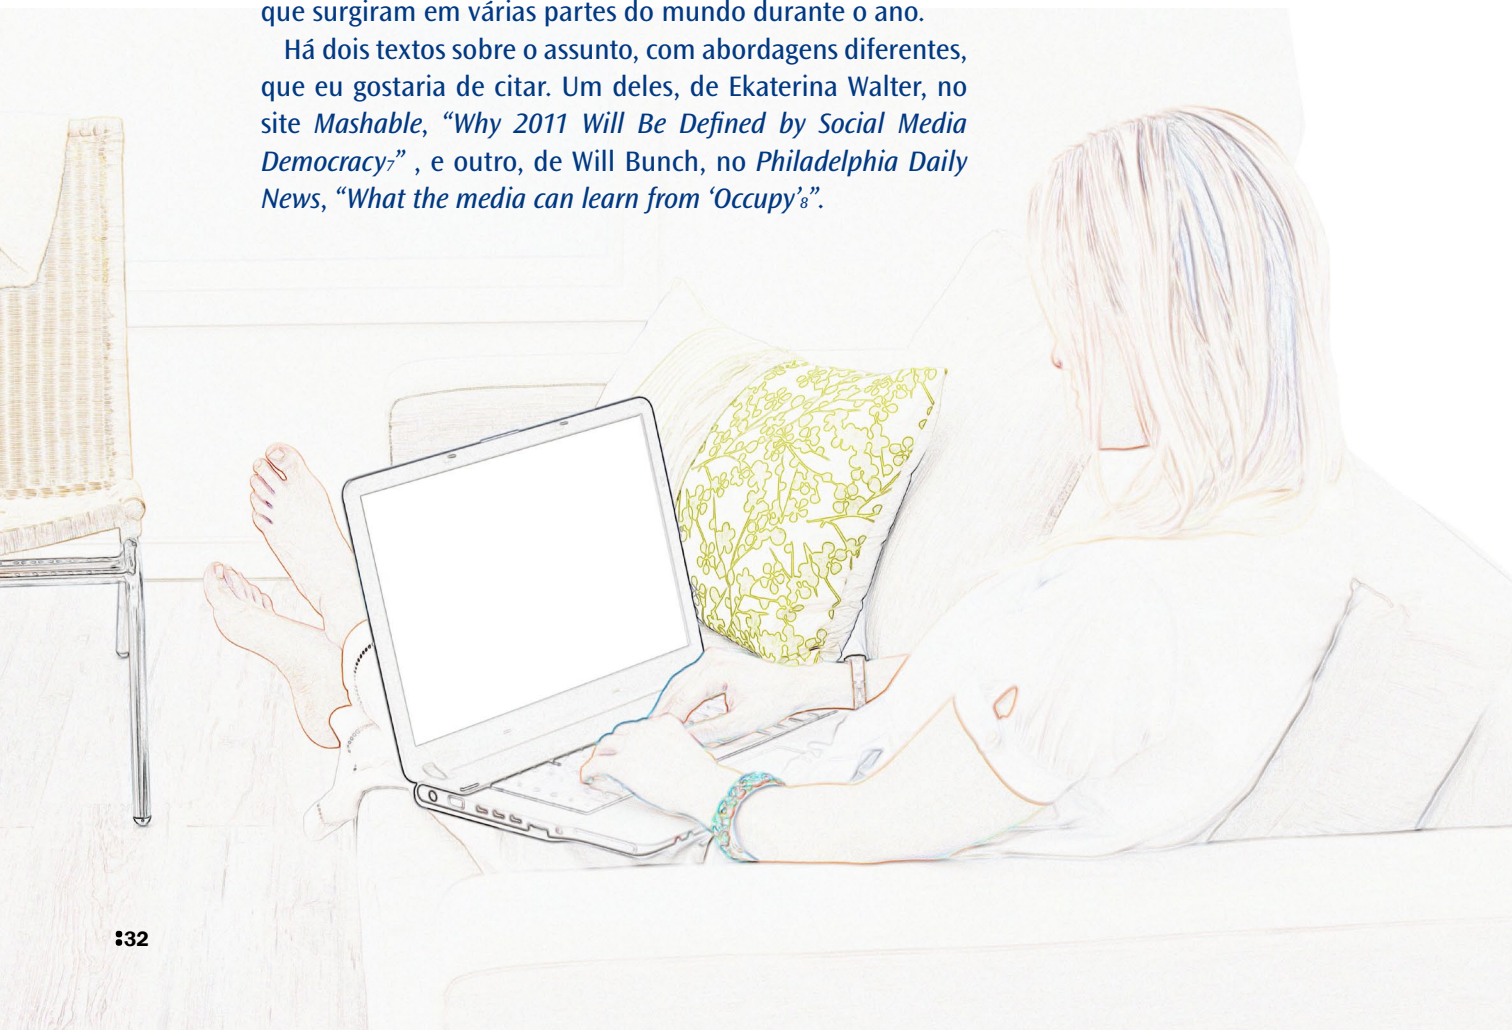 que surgiram em várias partes do mundo durante o ano.
Há dois textos sobre o assunto, com abordagens diferentes,
que eu gostaria de citar. Um deles, de Ekaterina Walter, no
site Mashable, “Why 2011 Will Be Defined by Social Media
Democracy7” , e outro, de Will Bunch, no Philadelphia Daily
News, “What the media can learn from ‘Occupy’8”.
:32